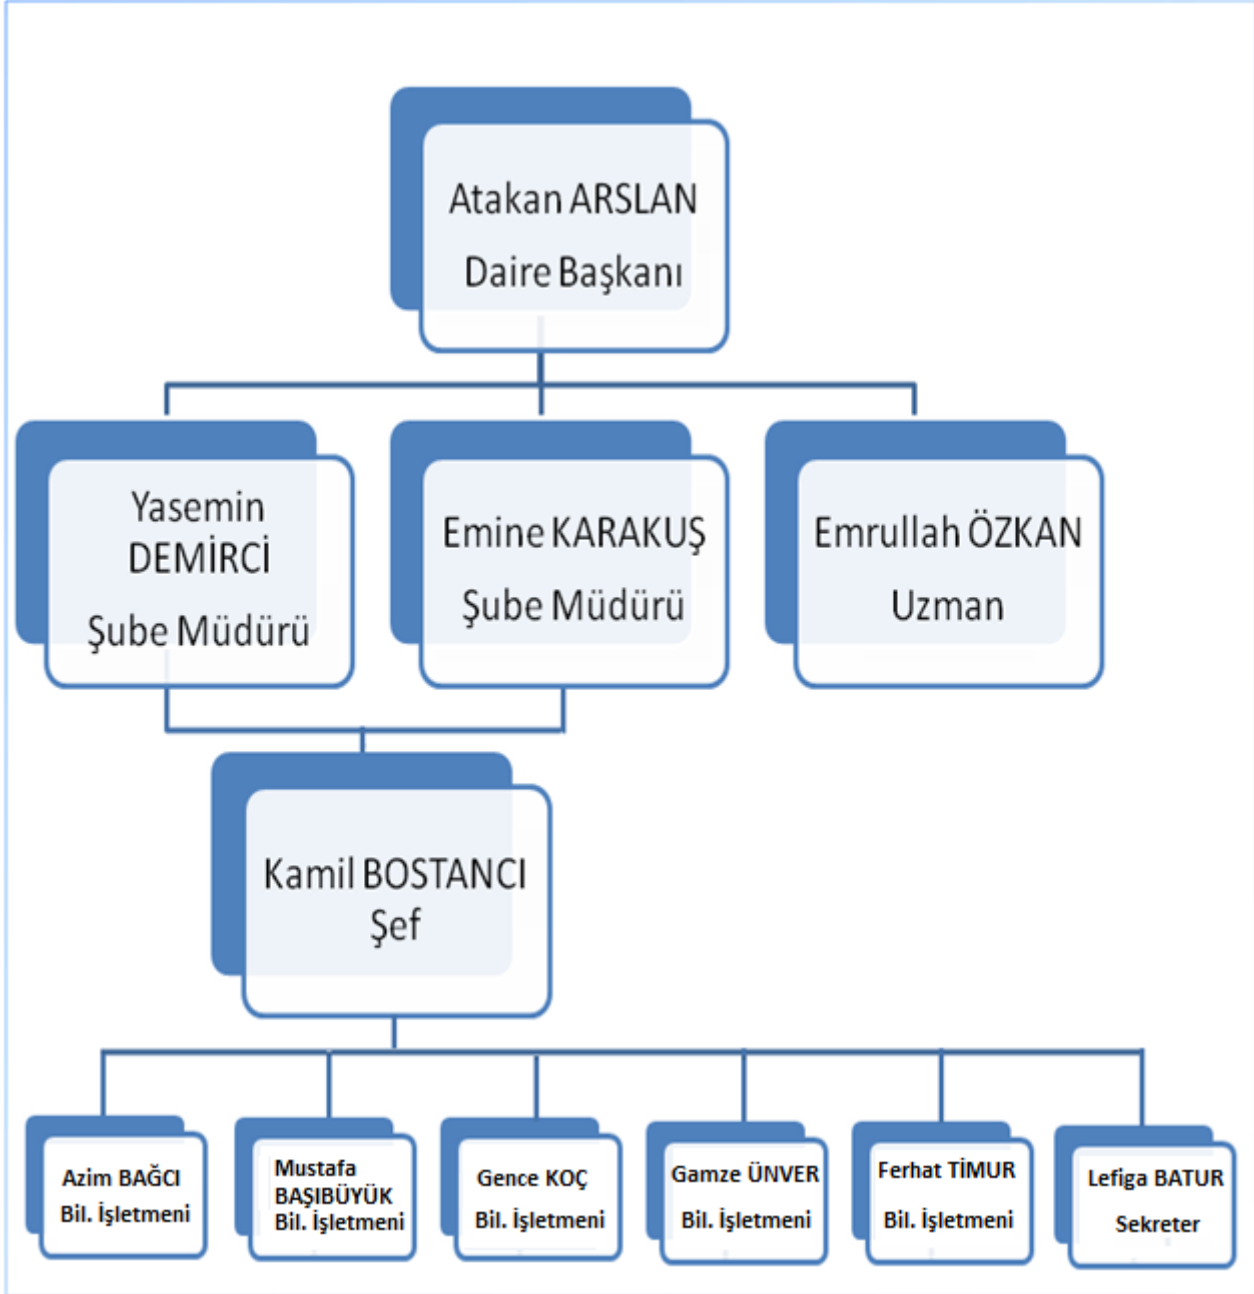 Atakan ARSLAN
Daire Başkanı
Yasemin
DEMİRCİ
Şube Müdürü
Emine KARAKUŞ
Şube Müdürü
Emrullah ÖZKAN
Uzman
Kamil BOSTANCI
Şef
Azim BAĞCI
Bil. İşletmeni
Mustafa
BAŞIBÜYÜK
Bil. İşletmeni
Gence KOÇ
Bil. İşletmeni
Gamze ÜNVER
Bil. İşletmeni
Ferhat TİMUR
Bil. İşletmeni
Lefiga BATUR
Sekreter